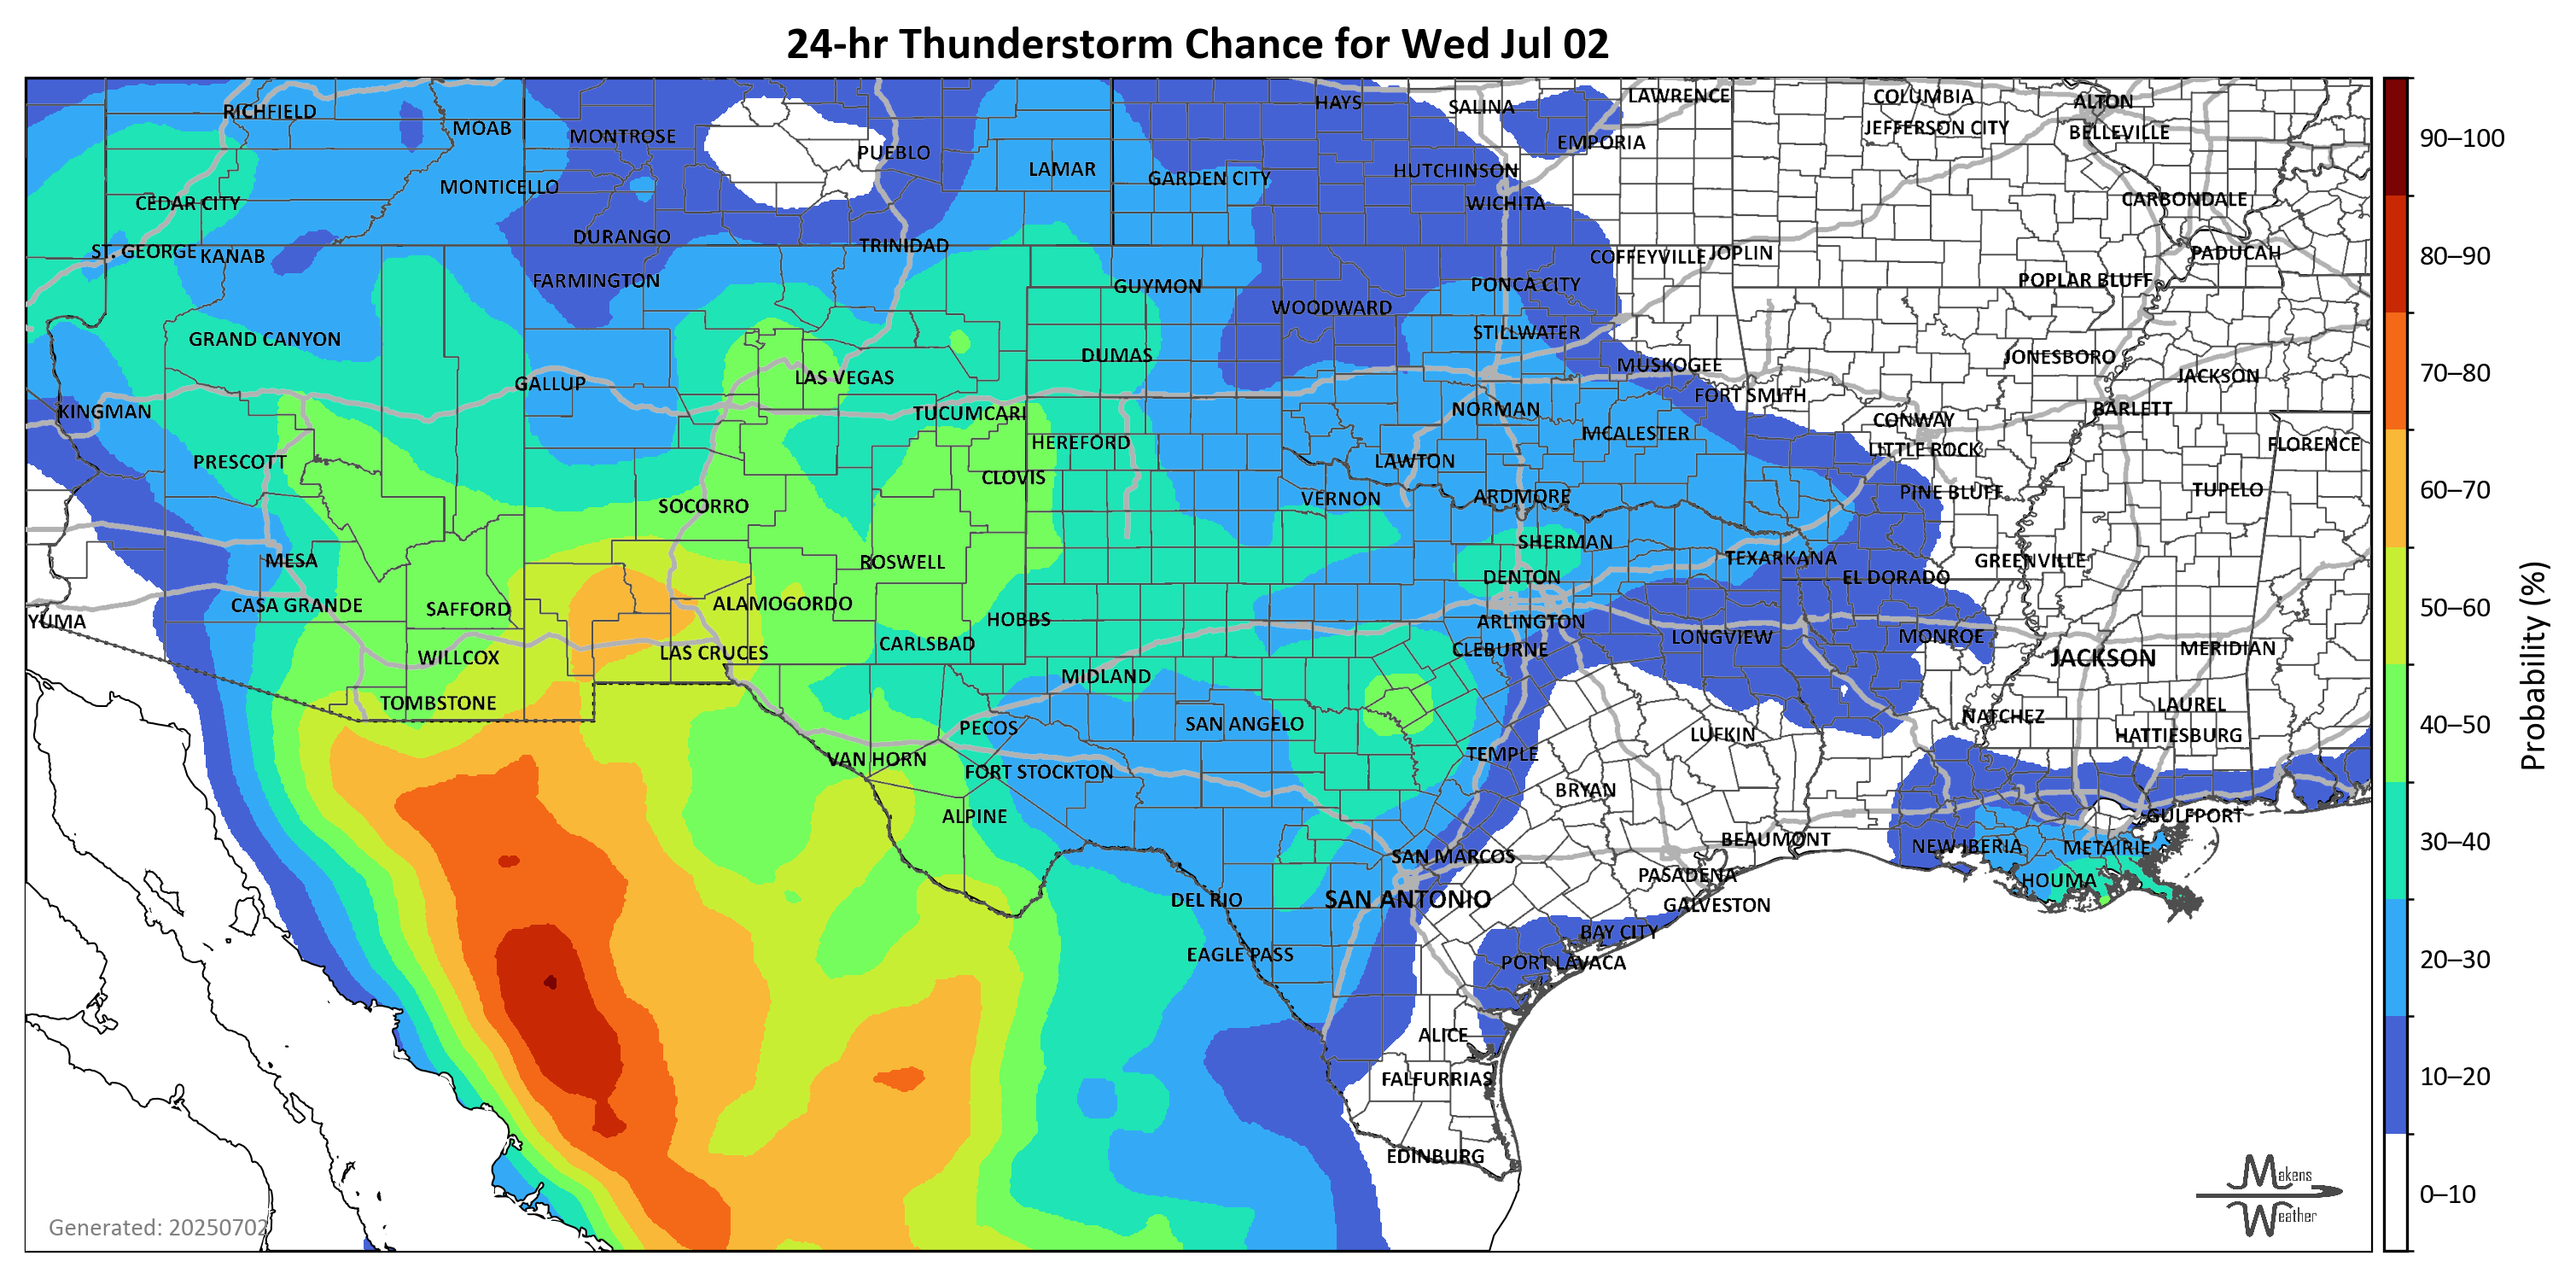 24-hr Thunderstorm Chance for Wed Jul 02
RICHFIELD
MOAB
MONTROSE
PUEBLO
LAMAR
GARDEN CITY
HAYS
SALINA
LAWRENCE
EMPORIA
COLUMBIA
JEFFERSON CITY
ALTON
BELLEVILLE
HUTCHINSON
WICHITA
MONTICELLO
CEDAR CITY
CARBONDALE
DURANGO
TRINIDAD
ST. GEORGE
KANAB
FARMINGTON
GUYMON
COFFEYVILLE
JOPLIN
PADUCAH
POPLAR BLUFF
PONCA CITY
WOODWARD
STILLWATER
GRAND CANYON
DUMAS
MUSKOGEE
JONESBORO
JACKSON
LAS VEGAS
GALLUP
FORT SMITH
KINGMAN
TUCUMCARI
NORMAN
BARLETT
CONWAY
MCALESTER
HEREFORD
LITTLE ROCK
FLORENCE
PRESCOTT
LAWTON
CLOVIS
VERNON
ARDMORE
PINE BLUFF
TUPELO
SOCORRO
SHERMAN
MESA
ROSWELL
TEXARKANA
GREENVILLE
DENTON
EL DORADO
CASA GRANDE
SAFFORD
ALAMOGORDO
HOBBS
YUMA
ARLINGTON
LONGVIEW
MONROE
CARLSBAD
LAS CRUCES
WILLCOX
CLEBURNE
JACKSON
MERIDIAN
MIDLAND
TOMBSTONE
NATCHEZ
LAUREL
PECOS
SAN ANGELO
LUFKIN
HATTIESBURG
VAN HORN
TEMPLE
FORT STOCKTON
BRYAN
ALPINE
GULFPORT
BEAUMONT
NEW IBERIA
METAIRIE
SAN MARCOS
PASADENA
HOUMA
DEL RIO
SAN ANTONIO
GALVESTON
BAY CITY
EAGLE PASS
PORT LAVACA
ALICE
FALFURRIAS
EDINBURG
Generated: 20250702
Makens
Weather
90–100
80–90
70–80
60–70
50–60
40–50
30–40
20–30
10–20
0–10
Probability (%)